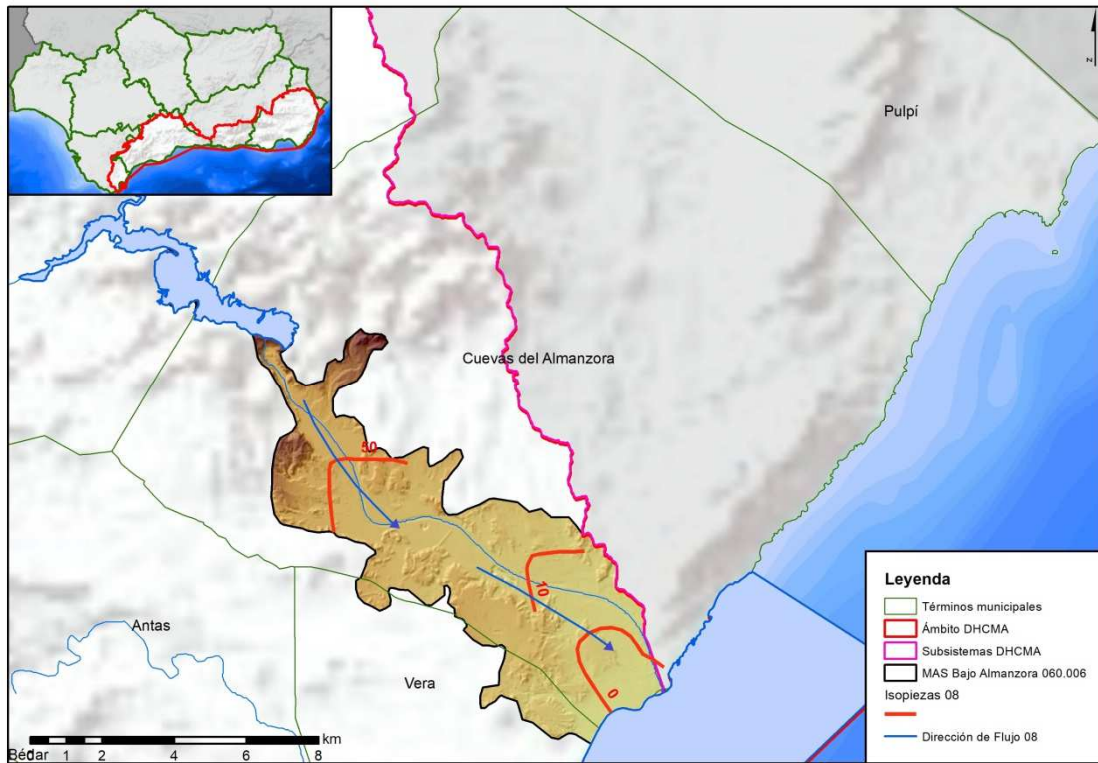 z
Pulpí
Cuevas del Almanzora
50
10
0
Antas
Vera
Bédar
0 1 2 4 6 8
km
Leyenda
Términos municipales
Ámbito DHCMA
Subsistemas DHCMA
MAS Bajo Almanzora 060.006
Isopiezas 08
Dirección de Flujo 08